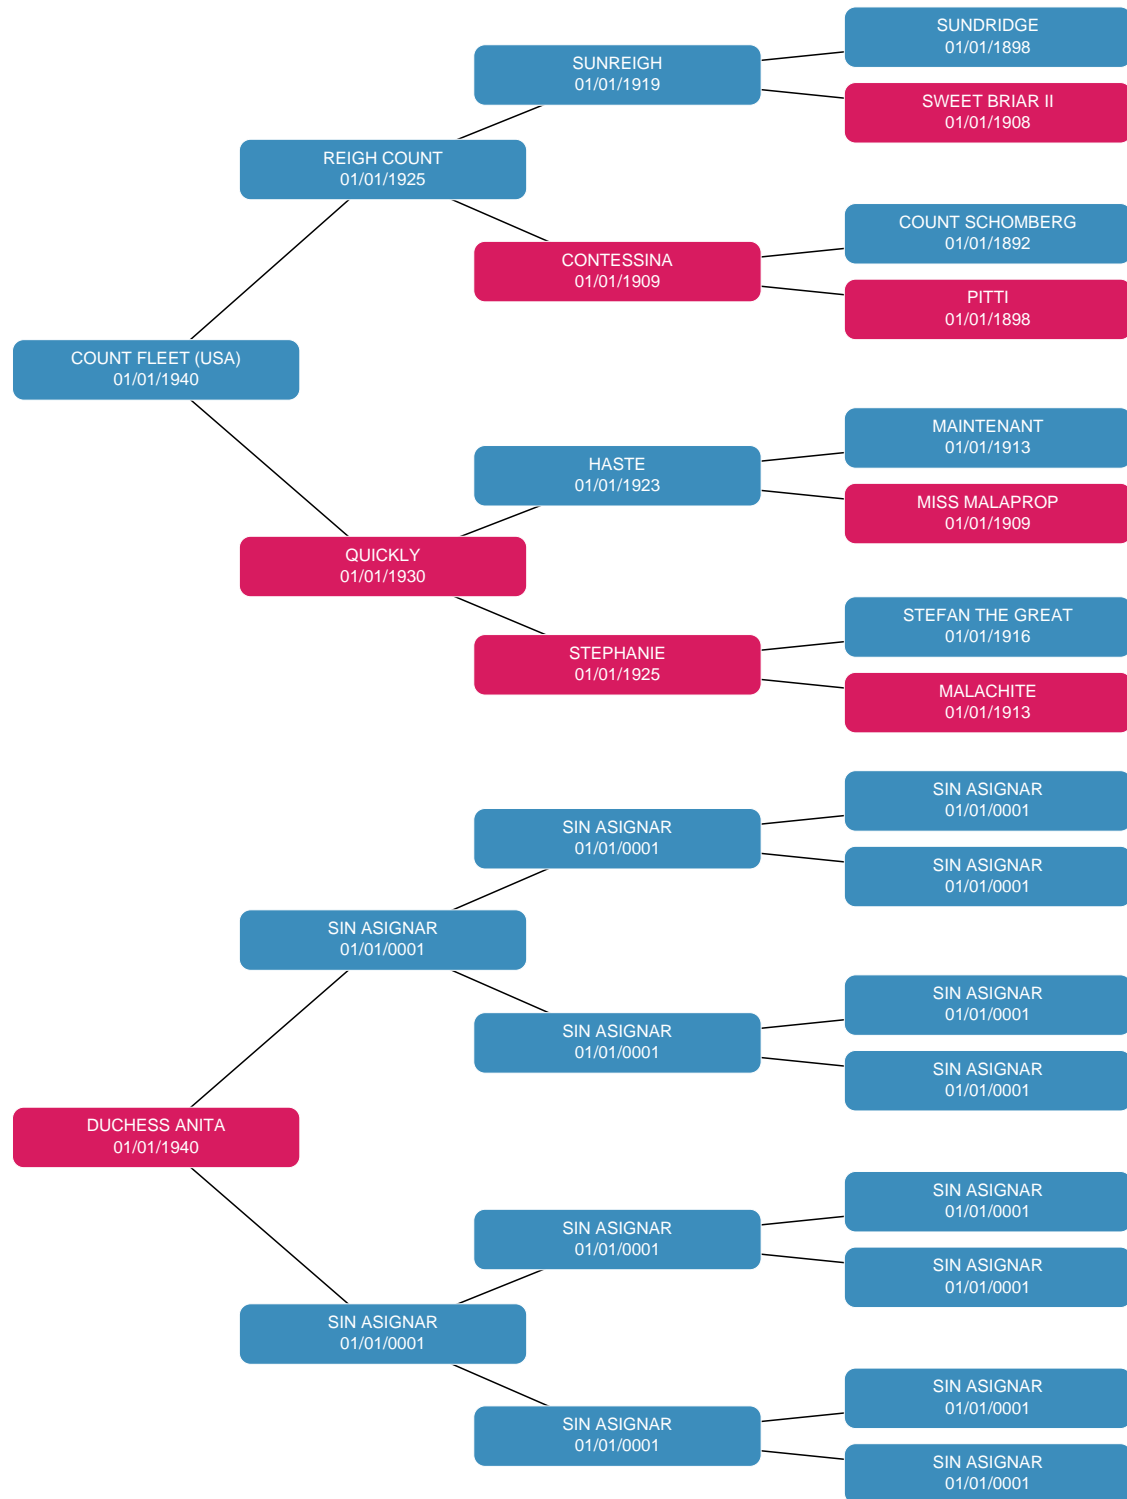 SUNDRIDGE
01/01/1898
SUNREIGH
01/01/1919
SWEET BRIAR II
01/01/1908
REIGH COUNT
01/01/1925
COUNT SCHOMBERG
01/01/1892
CONTESSINA
01/01/1909
PITTI
01/01/1898
COUNT FLEET (USA)
01/01/1940
MAINTENANT
01/01/1913
HASTE
01/01/1923
MISS MALAPROP
01/01/1909
QUICKLY
01/01/1930
STEFAN THE GREAT
01/01/1916
STEPHANIE
01/01/1925
MALACHITE
01/01/1913
SIN ASIGNAR
01/01/0001
SIN ASIGNAR
01/01/0001
SIN ASIGNAR
01/01/0001
SIN ASIGNAR
01/01/0001
SIN ASIGNAR
01/01/0001
SIN ASIGNAR
01/01/0001
SIN ASIGNAR
01/01/0001
DUCHESS ANITA
01/01/1940
SIN ASIGNAR
01/01/0001
SIN ASIGNAR
01/01/0001
SIN ASIGNAR
01/01/0001
SIN ASIGNAR
01/01/0001
SIN ASIGNAR
01/01/0001
SIN ASIGNAR
01/01/0001
SIN ASIGNAR
01/01/0001